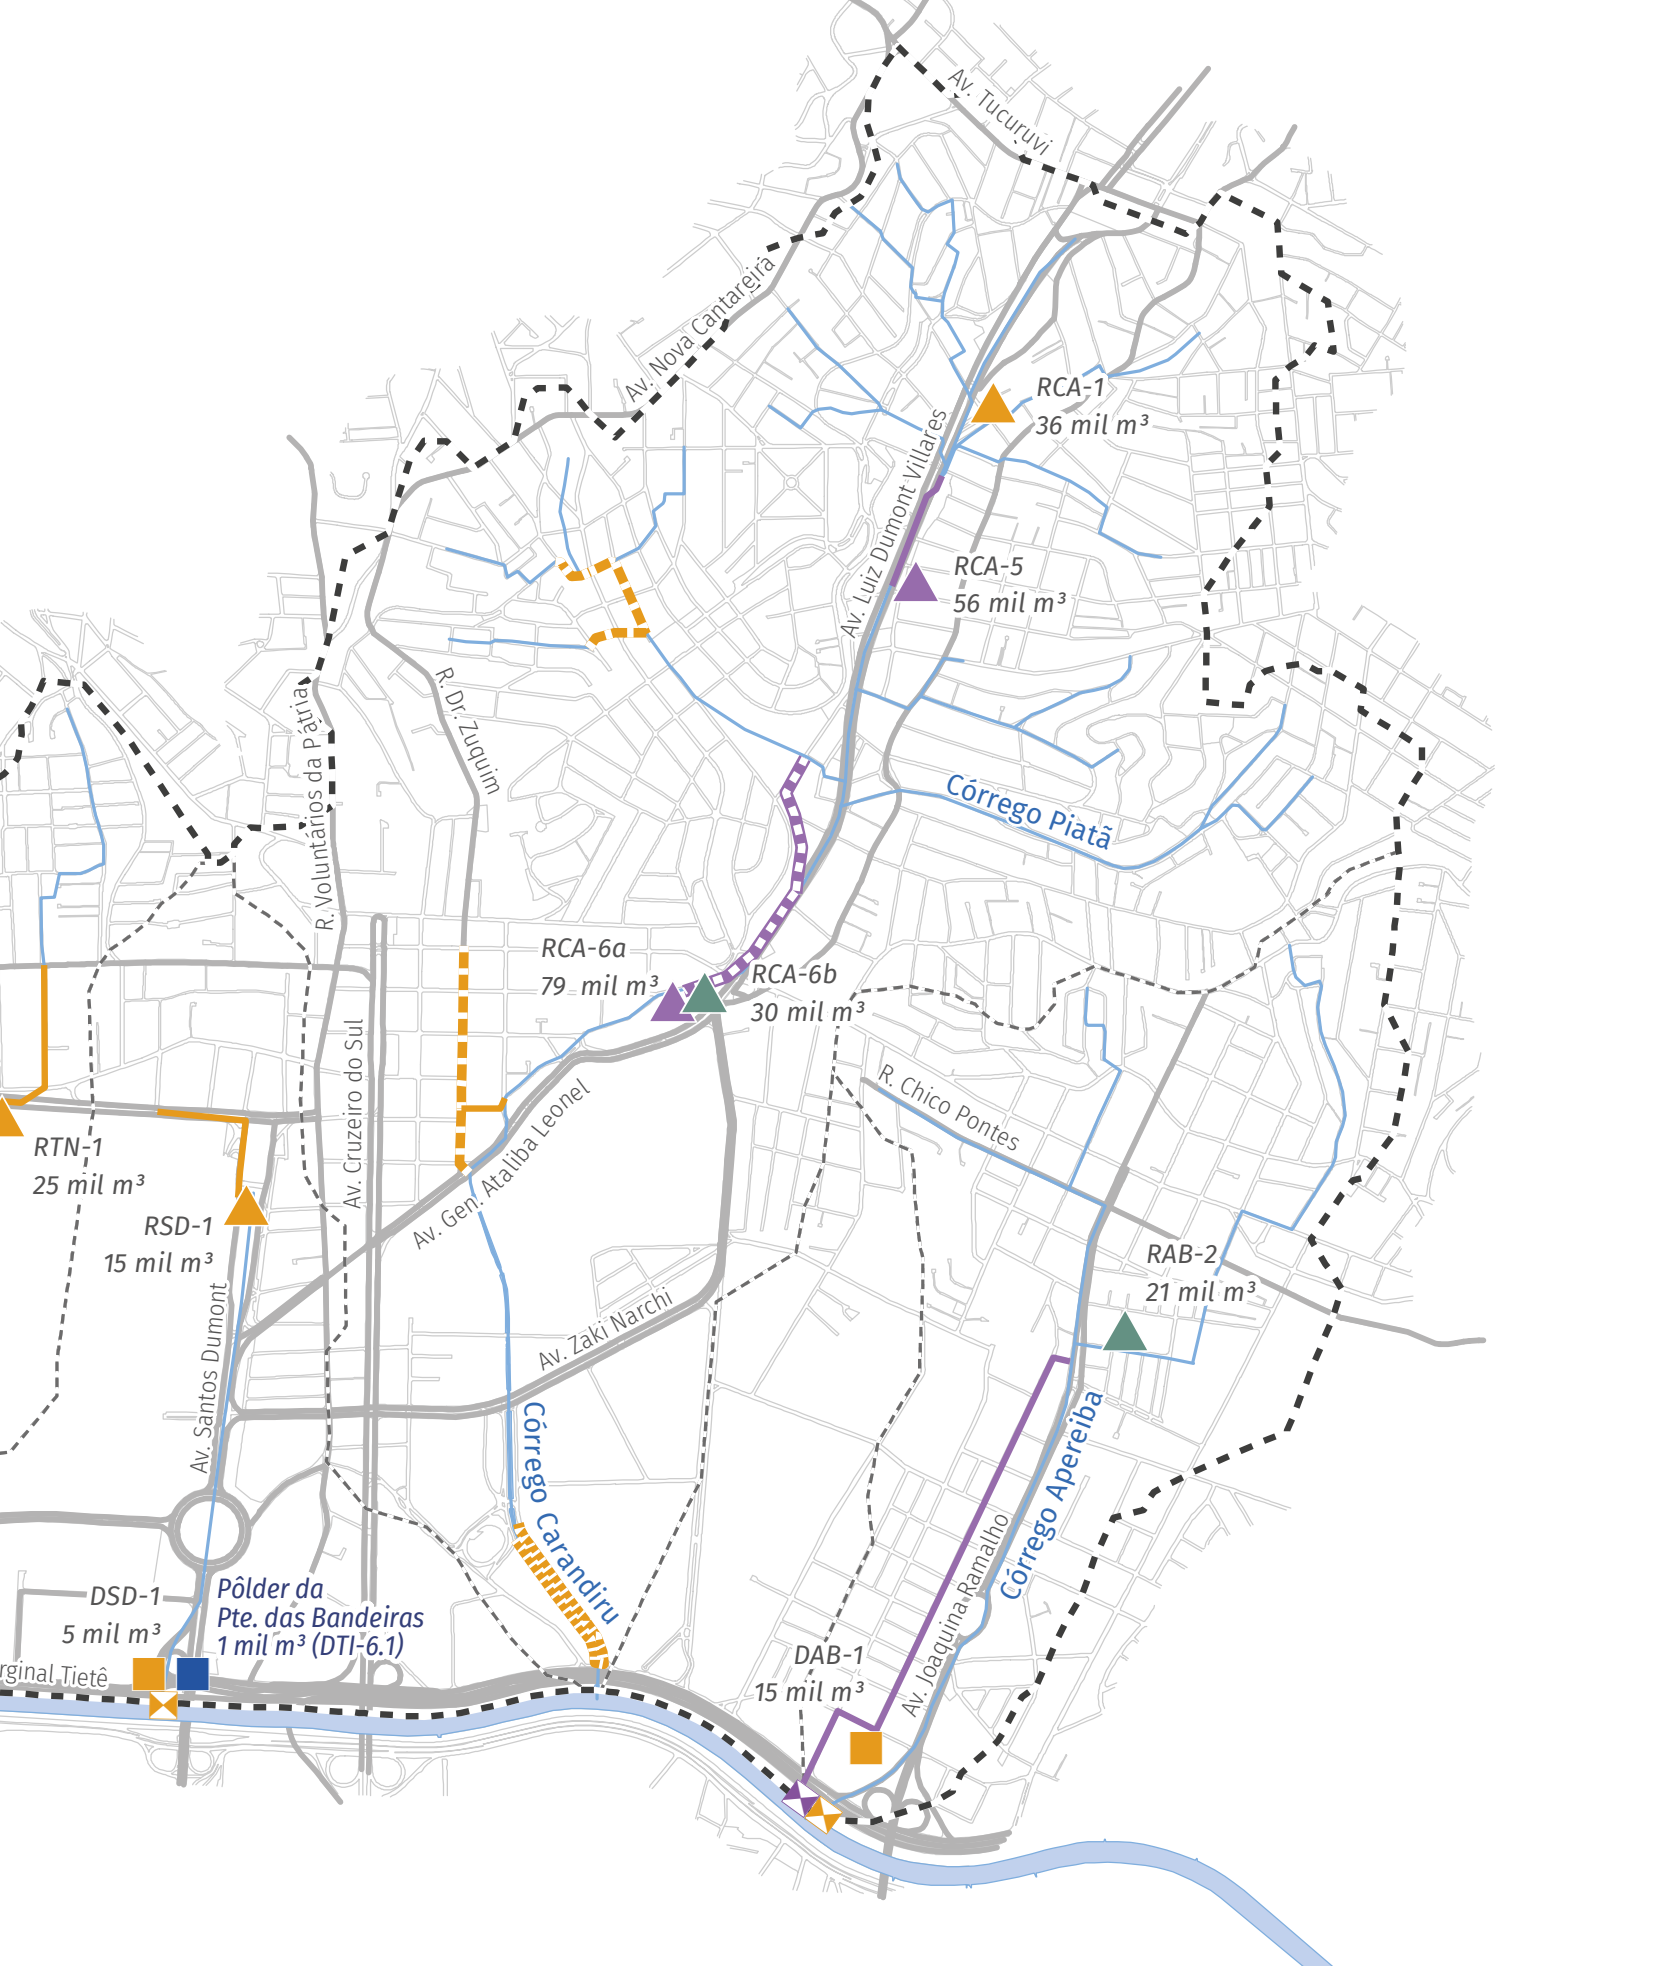 Av. Tucuruvi
Av. Nova Cantareira
RCA-1
36 mil m³
Av. Luiz Dumont Villares
RCA-5
56 mil m³
R. Dr. Zuquim
R. Voluntários da Pátria
Córrego Piatã
RCA-6a
79 mil m³
RCA-6b
30 mil m³
Av. Cruzeiro do Sul
R. Chico Pontes
Av. Gen. Ataliba Leonel
RTN-1
25 mil m³
RSD-1
15 mil m³
RAB-2
21 mil m³
Av. Zaki Narchi
Av. Santos Dumont
Córrego Carandiru
Córrego Apereiba
Av. Joaquina Ramalho
DSD-1
5 mil m³
Pôlder da
Pte. das Bandeiras
1 mil m³ (DTI-6.1)
rginal Tietê
DAB-1
15 mil m³